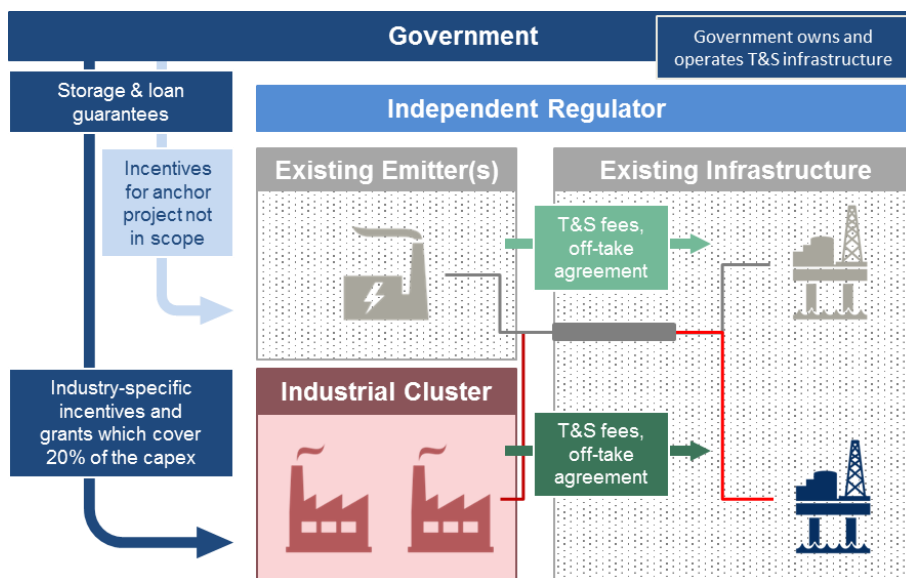 Government
Government owns and
operates T&S infrastructure
Storage & loan
guarantees
Independent Regulator
Incentives
for anchor
project not
in scope
Existing Emitter(s)
Existing Infrastructure
T&S fees,
off-take
agreement
Industry-specific
incentives and
grants which cover
20% of the capex
Industrial Cluster
T&S fees,
off-take
agreement